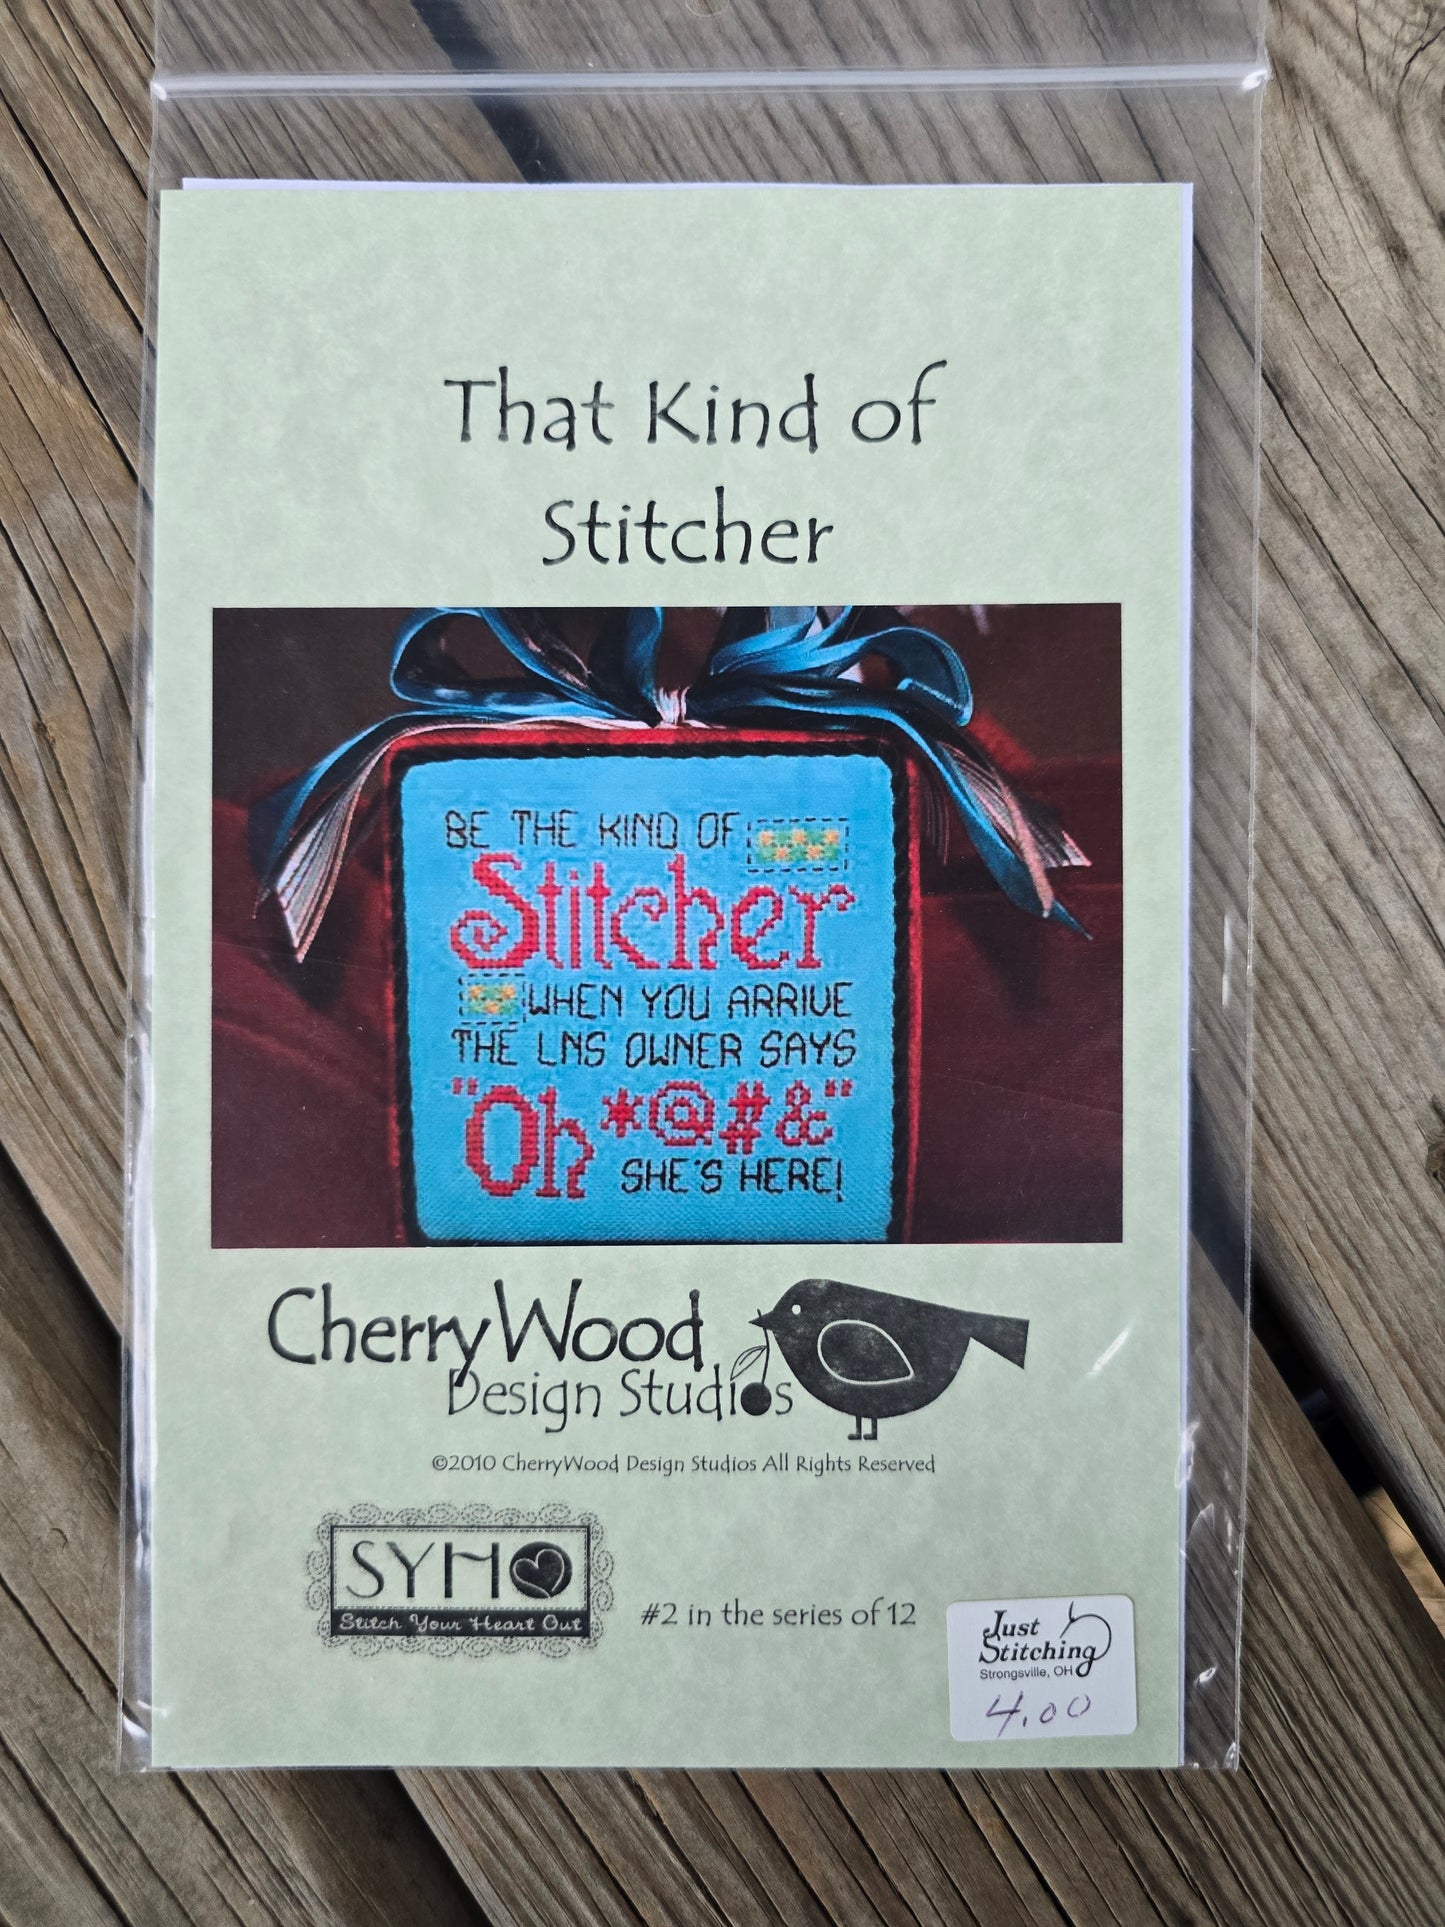 That Kind of
Stitcher
BE THE KIND OF
Stitcher
WHEN YOU ARRIVE
THE LNS OWNER SAYS
"Oh *@#&"
SHE'S HERE!
CherryWood
Design Studios
©2010 CherryWood Design Studios All Rights Reserved
SYHO
Stitch Your Heart Out
#2 in the series of 12
Just
Stitching
Strongsville, OH
4.00